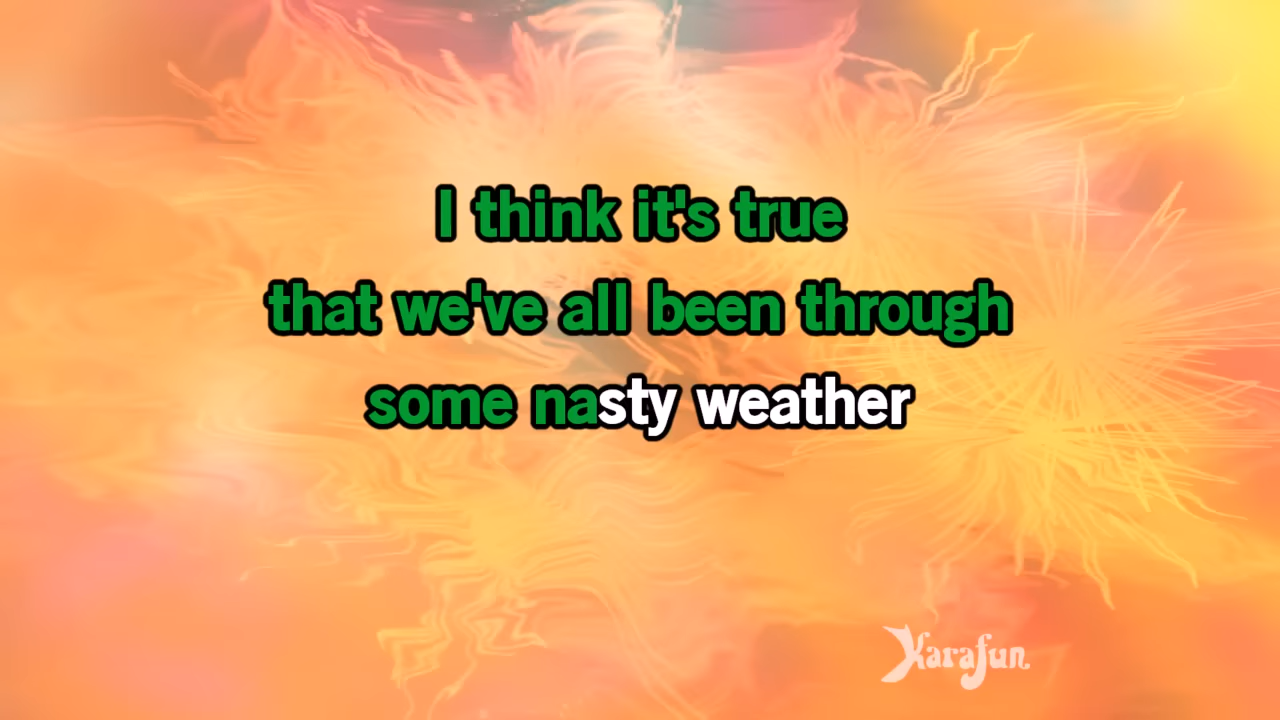 I think it's true
that we've all been through
some nasty weather
Karafun